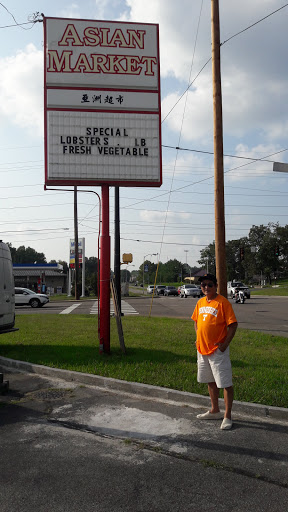 ASIAN
MARKET
亚洲超市
SPECIAL
LOBSTERS . LB
FRESH VEGETABLE